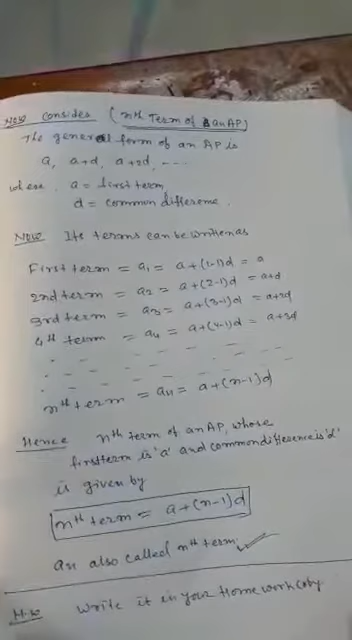 Now consider (nth Term of an AP)
The general form of an AP is
a, a+d, a+2d, ----
where, a = first term,
d = common difference.
Now Its terms can be written as
First term = a₁ = a+(1-1)d = a
2nd term = a₂ = a+(2-1)d = a+d
3rd term = a₃ = a+(3-1)d = a+2d
4th term = a₄ = a+(4-1)d = a+3d
nth term = an = a+(n-1)d
Hence nth term of an AP, whose
first term is 'a' and common difference is 'd'
is given by
nth term = a+(n-1)d
an also called nth term
H.W Write it in your Home work copy